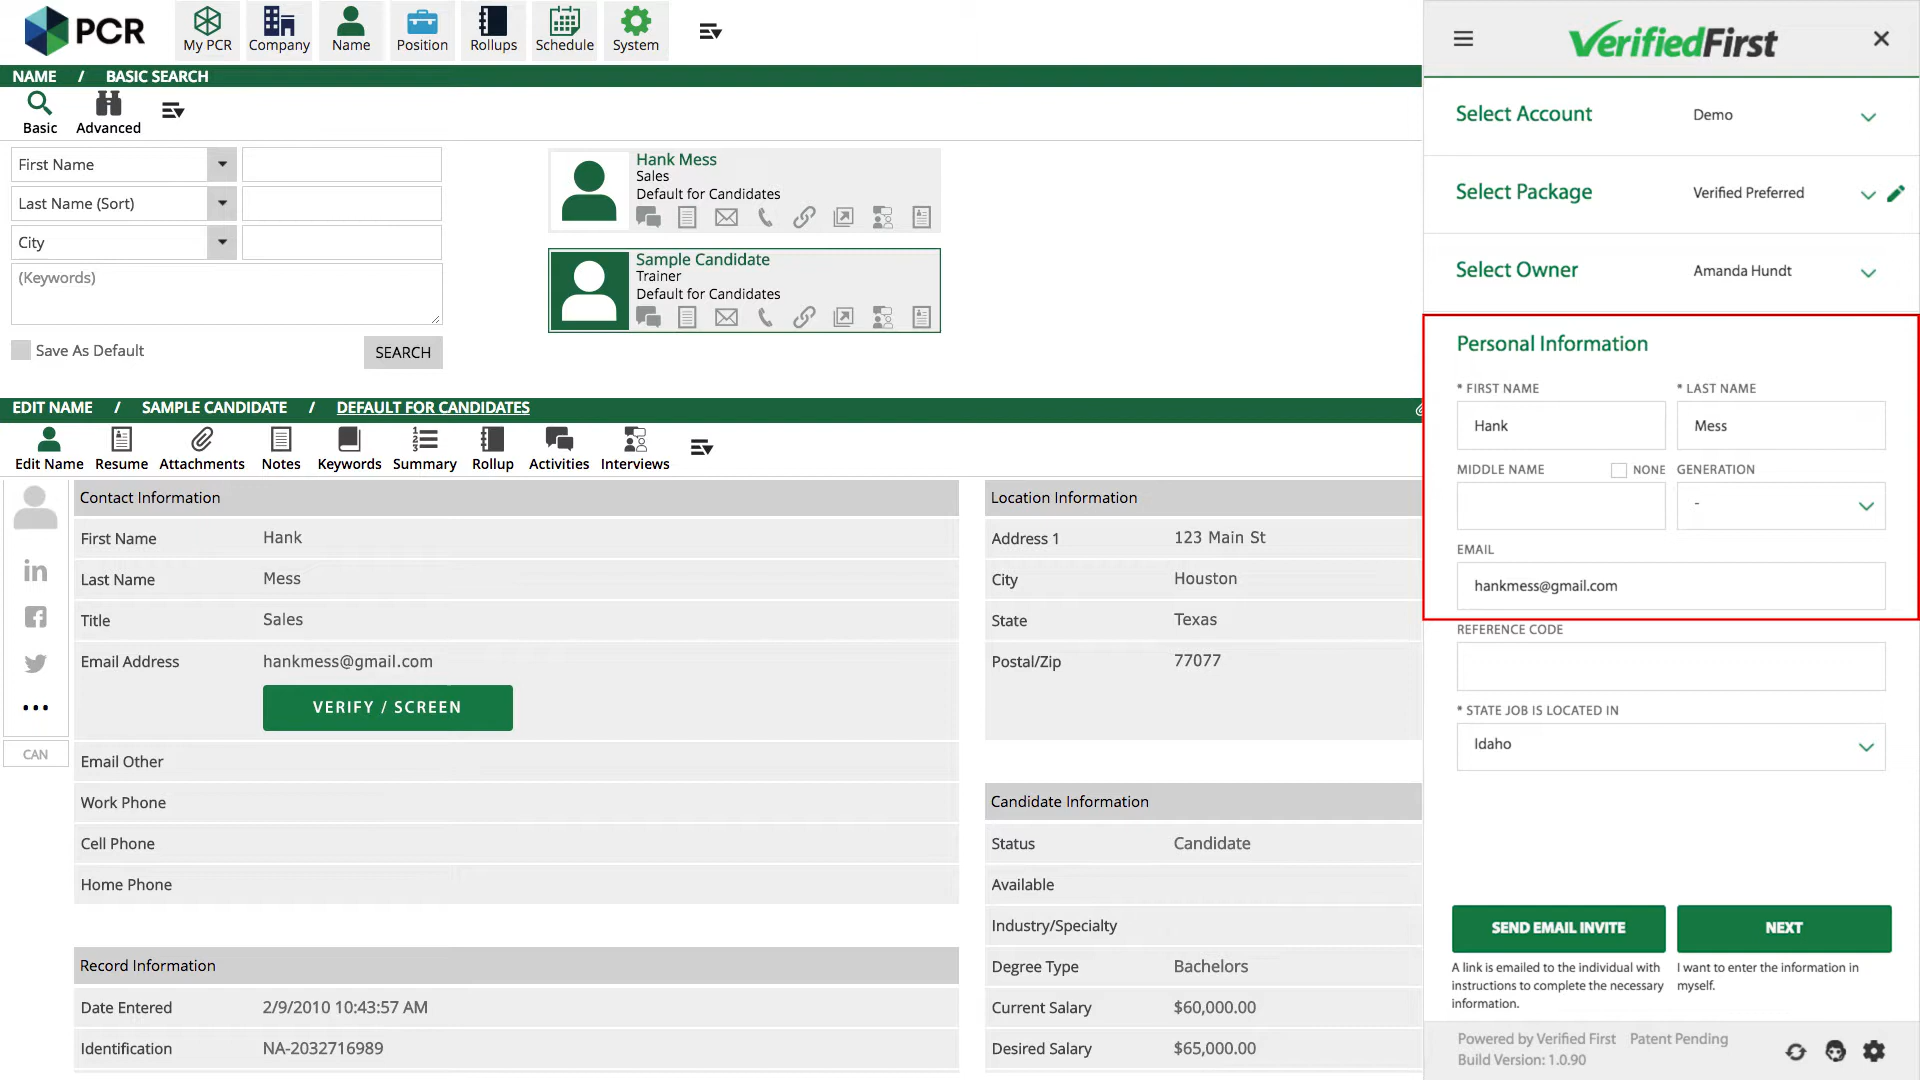 PCR
My PCR
Company
Name
Position
Rollups
Schedule
System
NAME / BASIC SEARCH
Basic
Advanced
First Name
Last Name (Sort)
City
(Keywords)
Save As Default
SEARCH
Hank Mess
Sales
Default for Candidates
Sample Candidate
Trainer
Default for Candidates
EDIT NAME / SAMPLE CANDIDATE / DEFAULT FOR CANDIDATES
Edit Name
Resume
Attachments
Notes
Keywords
Summary
Rollup
Activities
Interviews
CAN
Contact Information
First Name Hank
Last Name Mess
Title Sales
Email Address hankmess@gmail.com
VERIFY / SCREEN
Email Other
Work Phone
Cell Phone
Home Phone
Record Information
Date Entered 2/9/2010 10:43:57 AM
Identification NA-2032716989
Location Information
Address 1 123 Main St
City Houston
State Texas
Postal/Zip 77077
Candidate Information
Status Candidate
Available
Industry/Specialty
Degree Type Bachelors
Current Salary $60,000.00
Desired Salary $65,000.00
VerifiedFirst
Select Account Demo
Select Package Verified Preferred
Select Owner Amanda Hundt
Personal Information
* FIRST NAME * LAST NAME
Hank Mess
MIDDLE NAME NONE GENERATION
-
EMAIL
hankmess@gmail.com
REFERENCE CODE
* STATE JOB IS LOCATED IN
Idaho
SEND EMAIL INVITE
A link is emailed to the individual with
instructions to complete the necessary
information.
NEXT
I want to enter the information in
myself.
Powered by Verified First Patent Pending
Build Version: 1.0.90